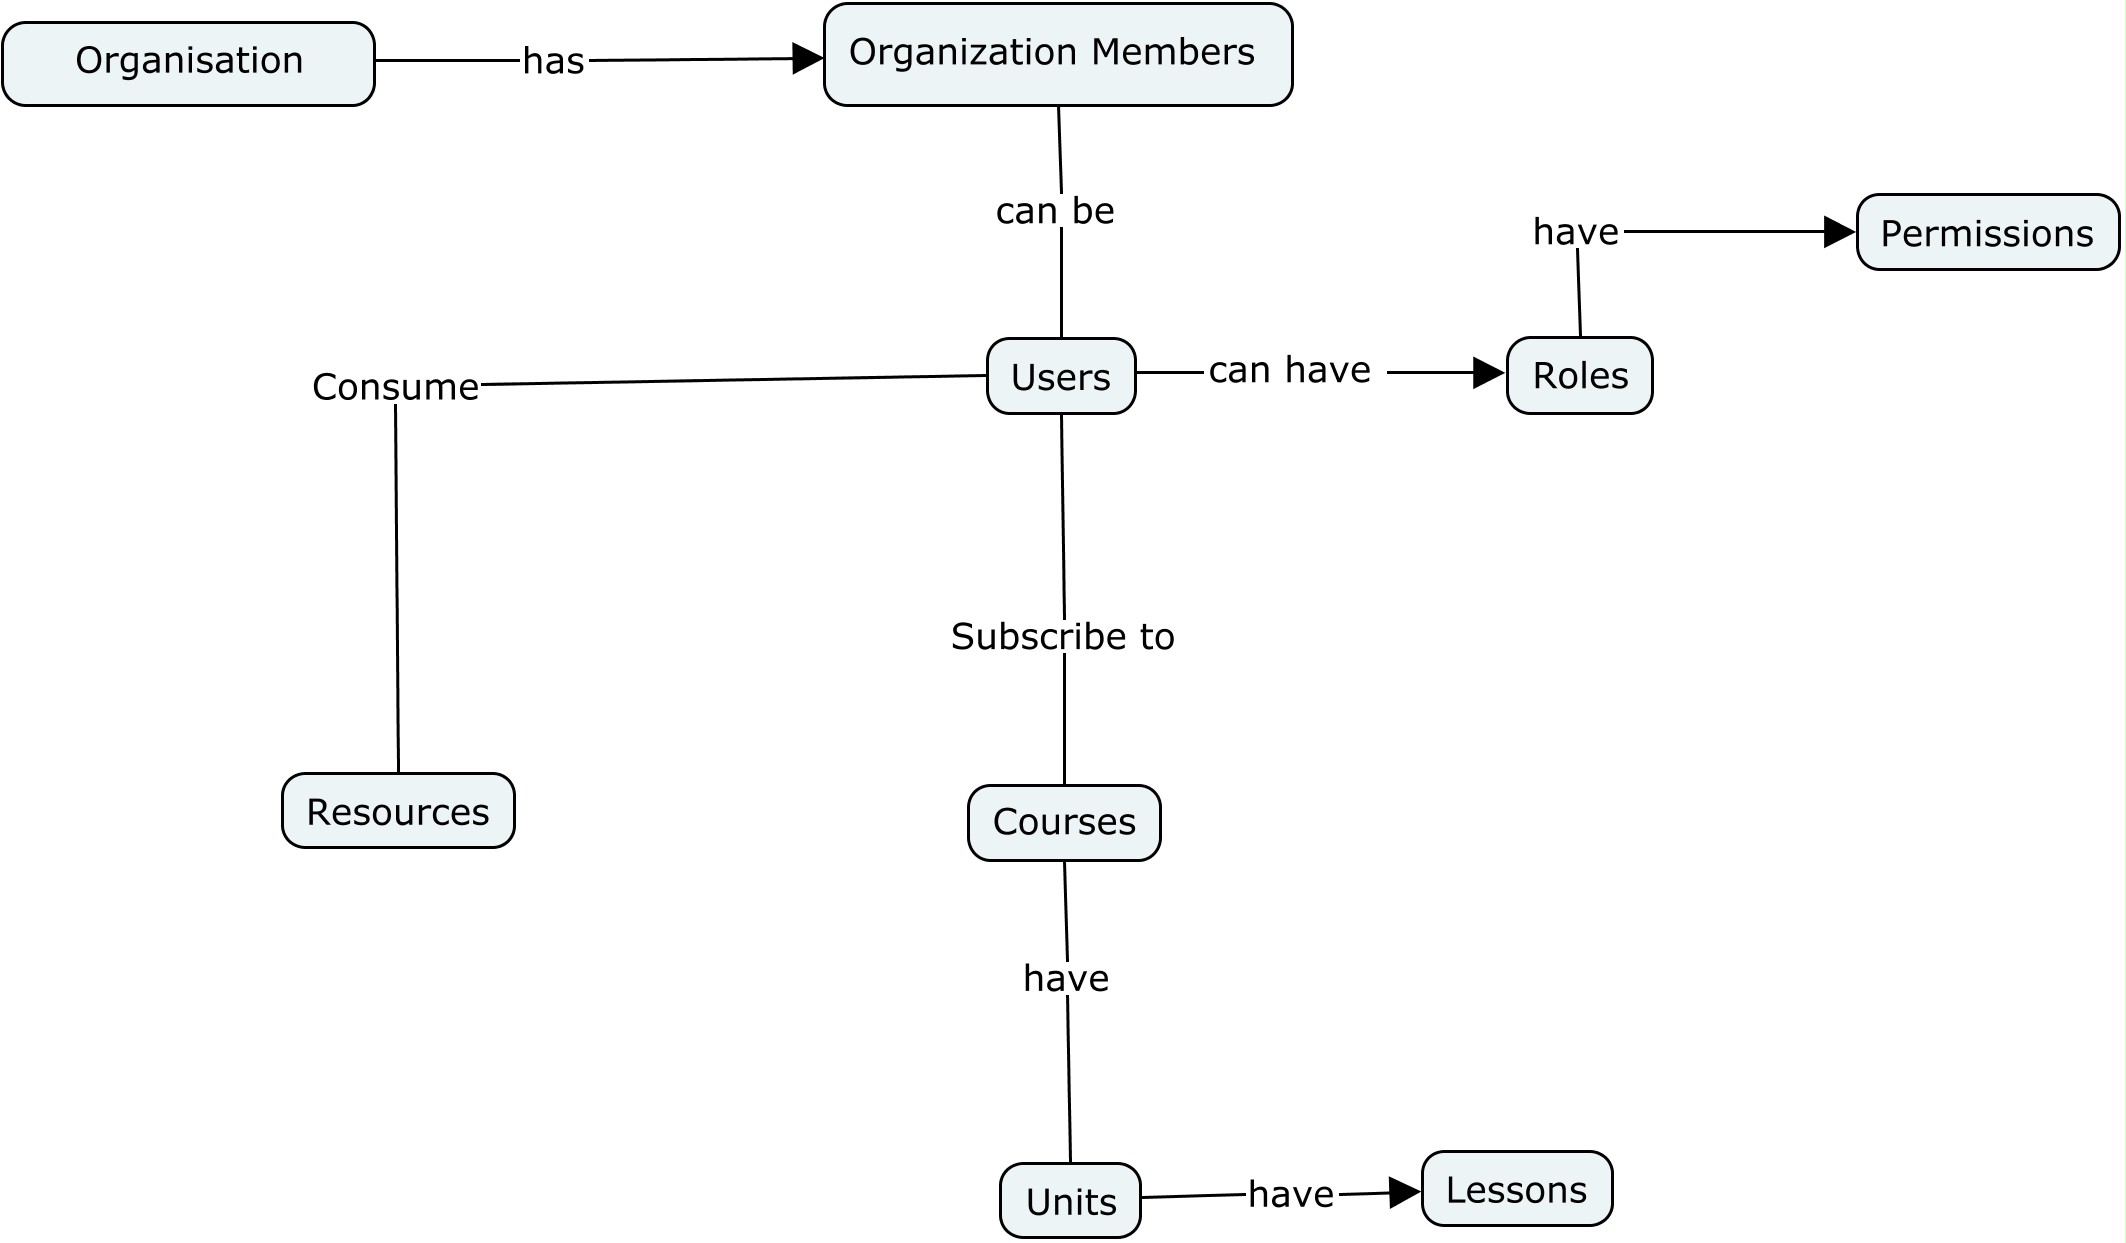 Organisation
has
Organization Members
can be
have
Permissions
Consume
Users
can have
Roles
Subscribe to
Resources
Courses
have
Units
have
Lessons